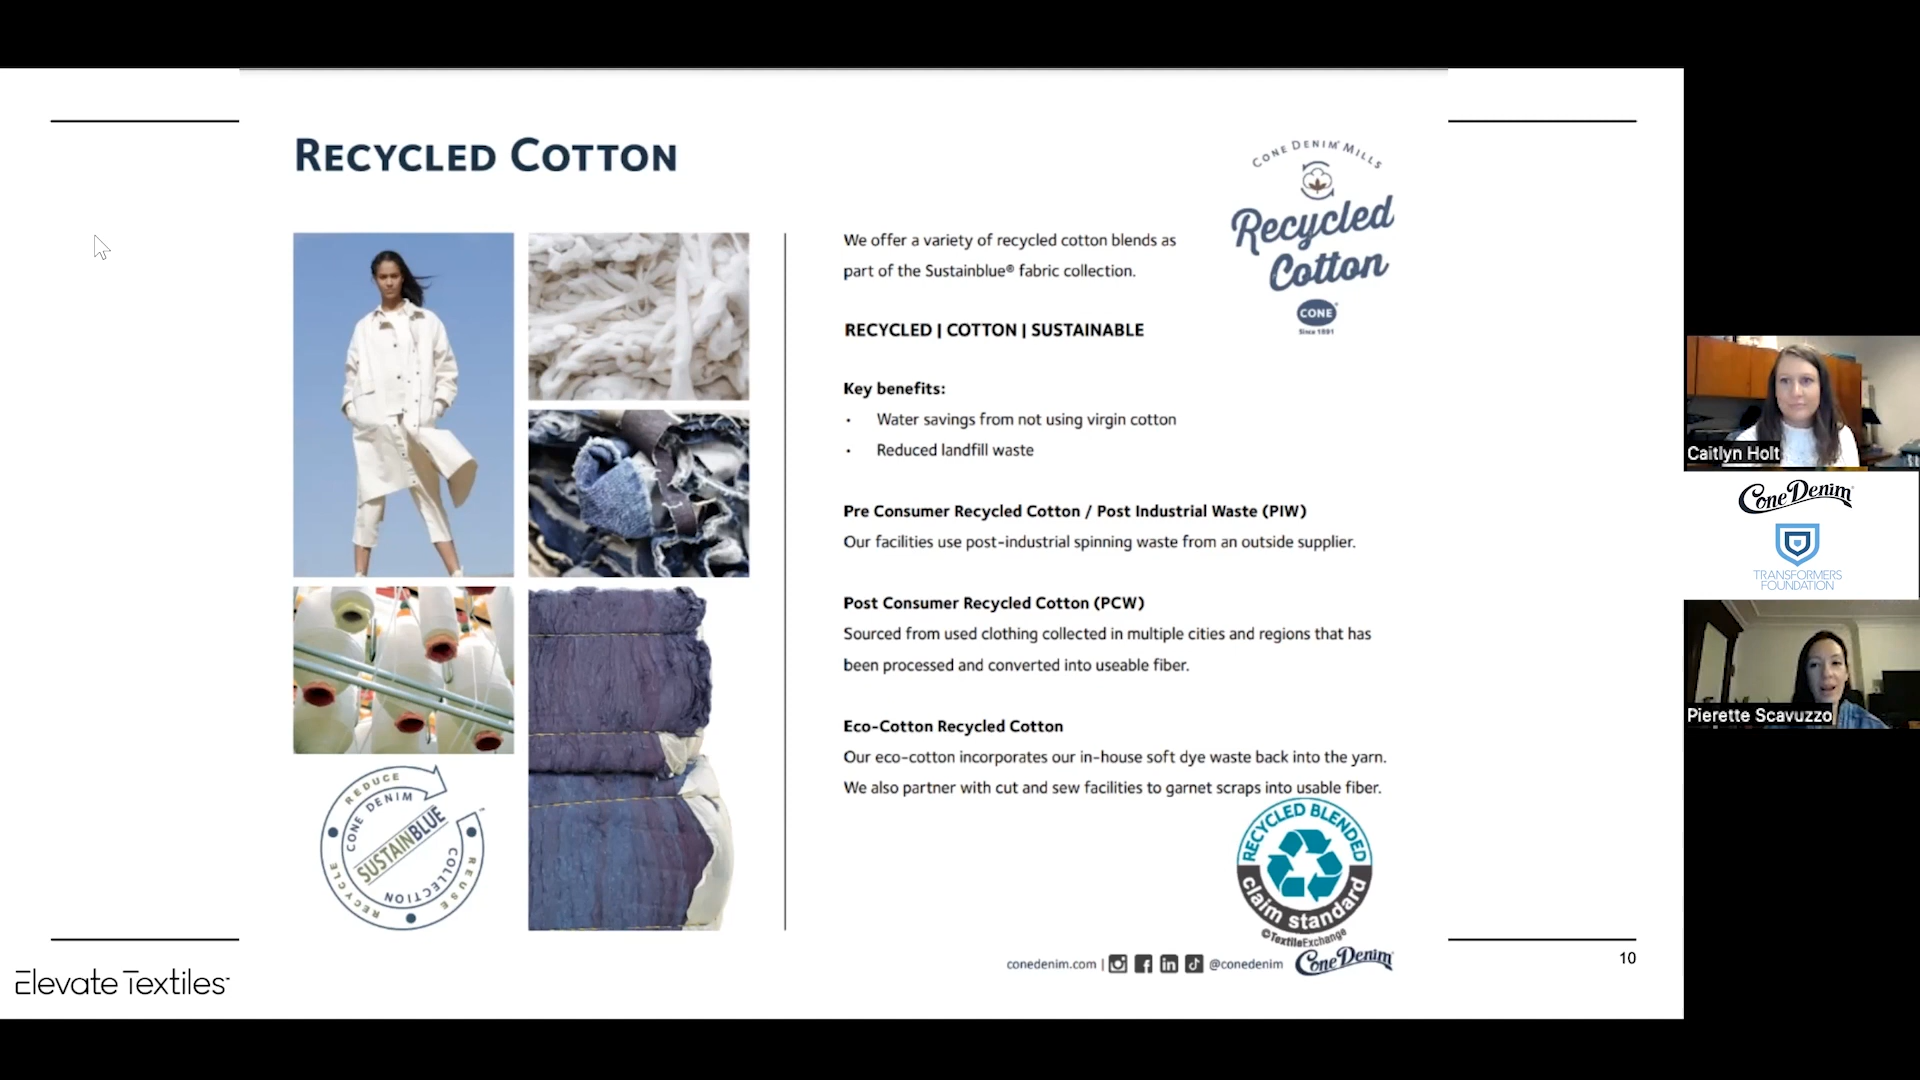 RECYCLED COTTON
CONE DENIM MILLS
Recycled
Cotton
CONE
Since 1891
We offer a variety of recycled cotton blends as
part of the Sustainblue® fabric collection.
RECYCLED | COTTON | SUSTAINABLE
Key benefits:
• Water savings from not using virgin cotton
• Reduced landfill waste
Pre Consumer Recycled Cotton / Post Industrial Waste (PIW)
Our facilities use post-industrial spinning waste from an outside supplier.
Post Consumer Recycled Cotton (PCW)
Sourced from used clothing collected in multiple cities and regions that has
been processed and converted into useable fiber.
Eco-Cotton Recycled Cotton
Our eco-cotton incorporates our in-house soft dye waste back into the yarn.
We also partner with cut and sew facilities to garnet scraps into usable fiber.
REDUCE
REUSE
RECYCLE
CONE DENIM
SUSTAINBLUE
COLLECTION
RECYCLED BLENDED
claim standard
©TextileExchange
conedenim.com | @conedenim Cone Denim
Elevate Textiles
10
Caitlyn Holt
Cone Denim
TRANSFORMERS
FOUNDATION
Pierette Scavuzzo